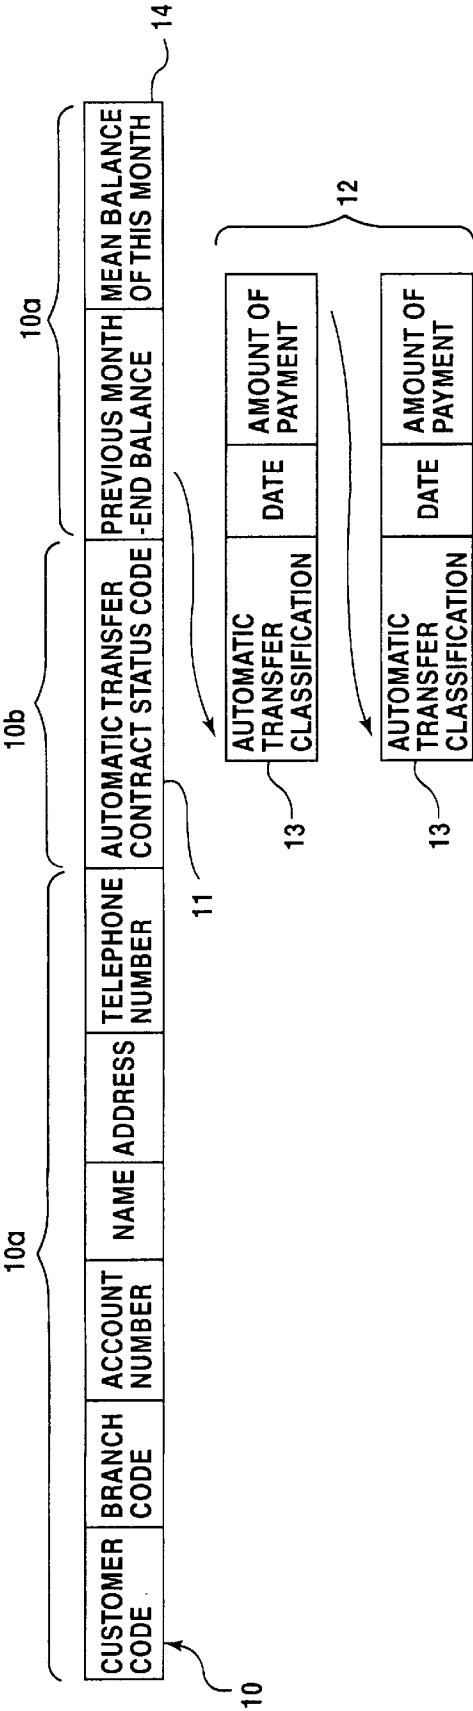 10a
10b
10a
CUSTOMER
CODE
BRANCH
CODE
ACCOUNT
NUMBER
NAME
ADDRESS
TELEPHONE
NUMBER
AUTOMATIC TRANSFER
CONTRACT STATUS CODE
PREVIOUS MONTH
-END BALANCE
MEAN BALANCE
OF THIS MONTH
10
11
14
AUTOMATIC
TRANSFER
CLASSIFICATION
DATE
AMOUNT OF
PAYMENT
13
12
AUTOMATIC
TRANSFER
CLASSIFICATION
DATE
AMOUNT OF
PAYMENT
13